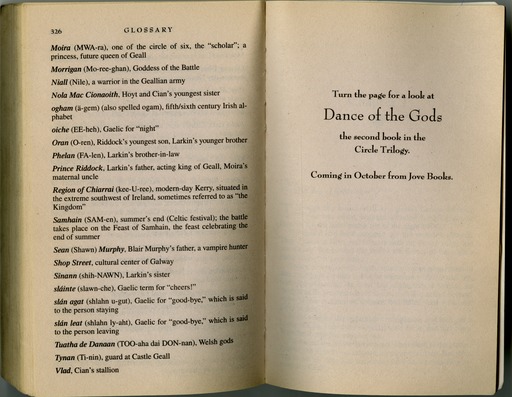 326
GLOSSARY
Moira (MWA-ra), one of the circle of six, the "scholar"; a
princess, future queen of Geall
Morrigan (Mo-ree-ghan), Goddess of the Battle
Niall (Nile), a warrior in the Geallian army
Nola Mac Cionaoith, Hoyt and Cian's youngest sister
ogham (ä-gem) (also spelled ogam), fifth/sixth century Irish al-
phabet
oiche (EE-heh), Gaelic for "night"
Oran (O-ren), Riddock's youngest son, Larkin's younger brother
Phelan (FA-len), Larkin's brother-in-law
Prince Riddock, Larkin's father, acting king of Geall, Moira's
maternal uncle
Region of Chiarrai (kee-U-ree), modern-day Kerry, situated in
the extreme southwest of Ireland, sometimes referred to as "the
Kingdom"
Samhain (SAM-en), summer's end (Celtic festival); the battle
takes place on the Feast of Samhain, the feast celebrating the
end of summer
Sean (Shawn) Murphy, Blair Murphy's father, a vampire hunter
Shop Street, cultural center of Galway
Sinann (shih-NAWN), Larkin's sister
sláinte (slawn-che), Gaelic term for "cheers!"
slán agat (shlahn u-gut), Gaelic for "good-bye," which is said
to the person staying
slán leat (shlahn ly-aht), Gaelic for "good-bye," which is said
to the person leaving
Tuatha de Danaan (TOO-aha dai DON-nan), Welsh gods
Tynan (Ti-nin), guard at Castle Geall
Vlad, Cian's stallion
Turn the page for a look at
Dance of the Gods
the second book in the
Circle Trilogy.
Coming in October from Jove Books.